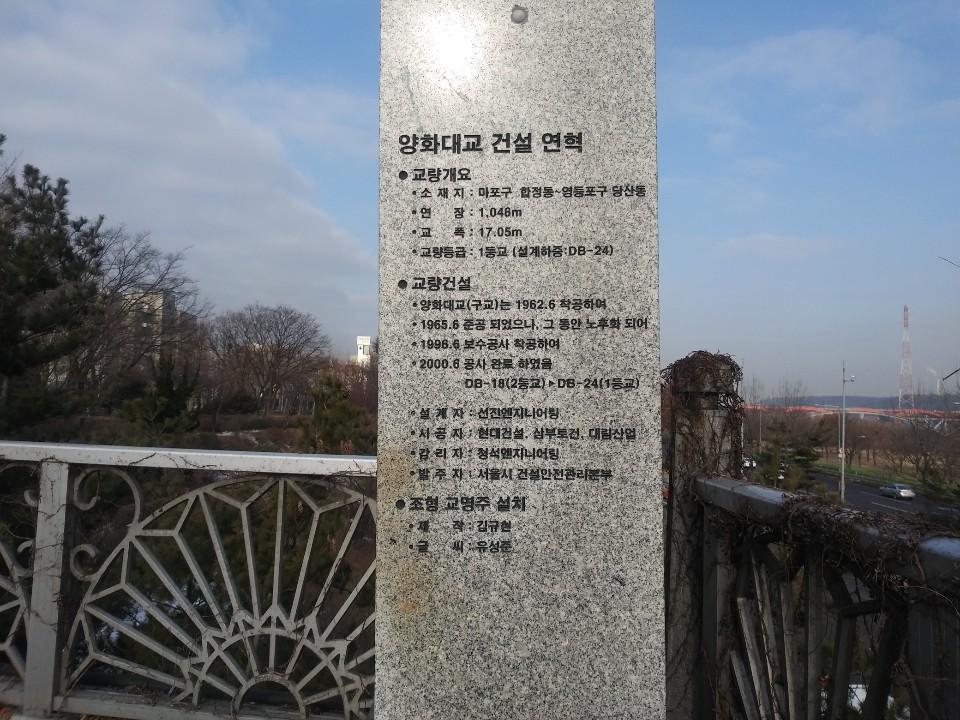 양화대교 건설 연혁
● 교량개요
• 소 재 지 : 마포구 합정동~영등포구 당산동
• 연 장 : 1,048m
• 교 폭 : 17.05m
• 교량등급 : 1등교 (설계하중:DB-24)
● 교량건설
• 양화대교(구교)는 1962.6 착공하여
• 1965.6 준공 되었으나, 그 동안 노후화 되어
• 1996.6 보수공사 착공하여
• 2000.6 공사 완료 하였음
DB-18(2등교)▶DB-24(1등교)
• 설 계 자 : 선진엔지니어링
• 시 공 자 : 현대건설, 삼부토건, 대림산업
• 감 리 자 : 청석엔지니어링
• 발 주 자 : 서울시 건설안전관리본부
● 조형 교명주 설치
• 제 작 : 김규현
• 글 씨 : 유성준